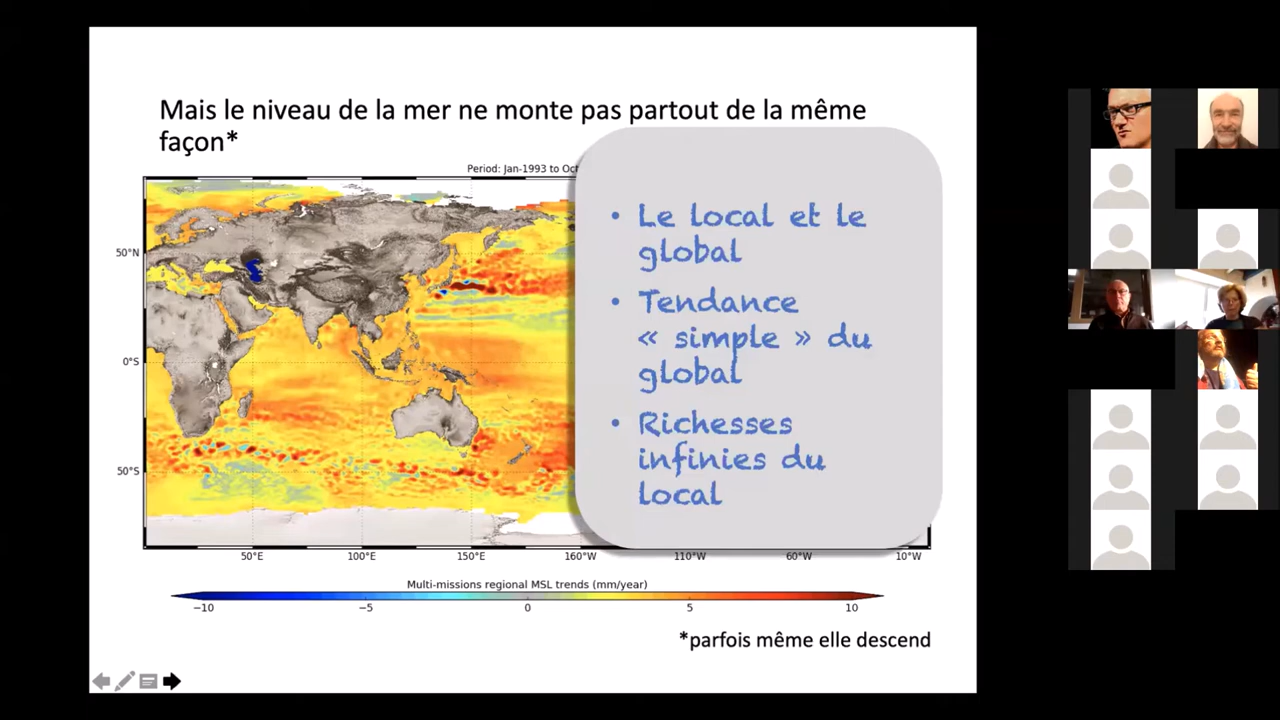 Mais le niveau de la mer ne monte pas partout de la même
façon*
Period: Jan-1993 to Oct
• Le local et le
global
• Tendance
« simple » du
global
• Richesses
infinies du
local
50°N
0°S
50°S
50°E 100°E 150°E 160°W 110°W 60°W 10°W
Multi-missions regional MSL trends (mm/year)
−10 −5 0 5 10
*parfois même elle descend